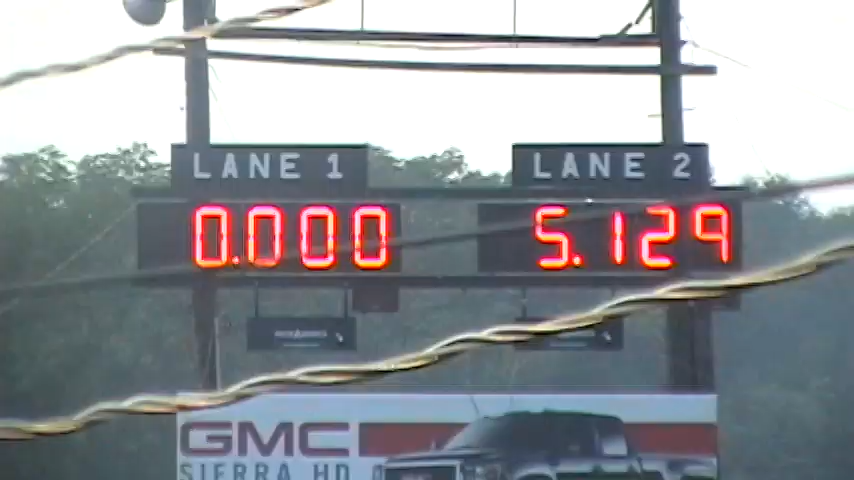 LANE 1
LANE 2
0.000
5.129
GMC
SIERRA HD